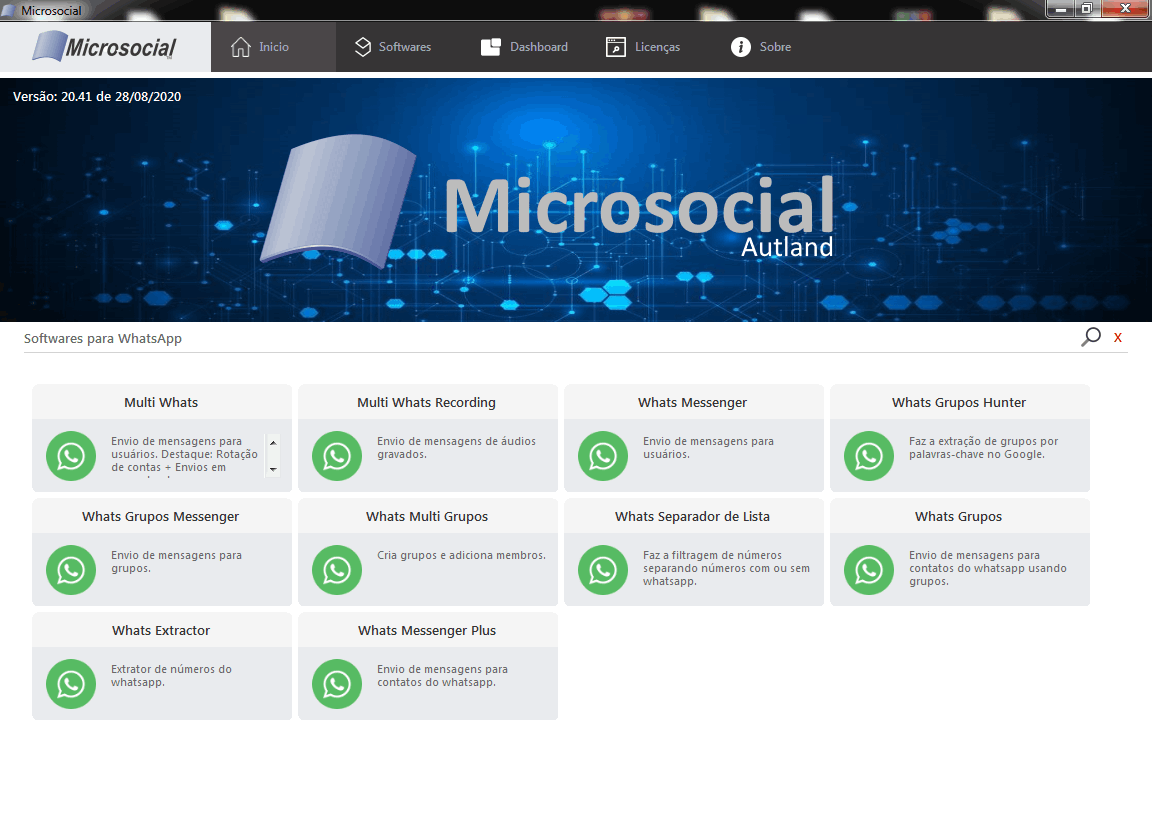 Microsocial
Microsocial
Inicio
Softwares
Dashboard
Licenças
Sobre
Versão: 20.41 de 28/08/2020
Microsocial
Autland
Softwares para WhatsApp
X
Multi Whats
Envio de mensagens para
usuários. Destaque: Rotação
de contas + Envios em
Multi Whats Recording
Envio de mensagens de áudios
gravados.
Whats Messenger
Envio de mensagens para
usuários.
Whats Grupos Hunter
Faz a extração de grupos por
palavras-chave no Google.
Whats Grupos Messenger
Envio de mensagens para
grupos.
Whats Multi Grupos
Cria grupos e adiciona membros.
Whats Separador de Lista
Faz a filtragem de números
separando números com ou sem
whatsapp.
Whats Grupos
Envio de mensagens para
contatos do whatsapp usando
grupos.
Whats Extractor
Extrator de números do
whatsapp.
Whats Messenger Plus
Envio de mensagens para
contatos do whatsapp.